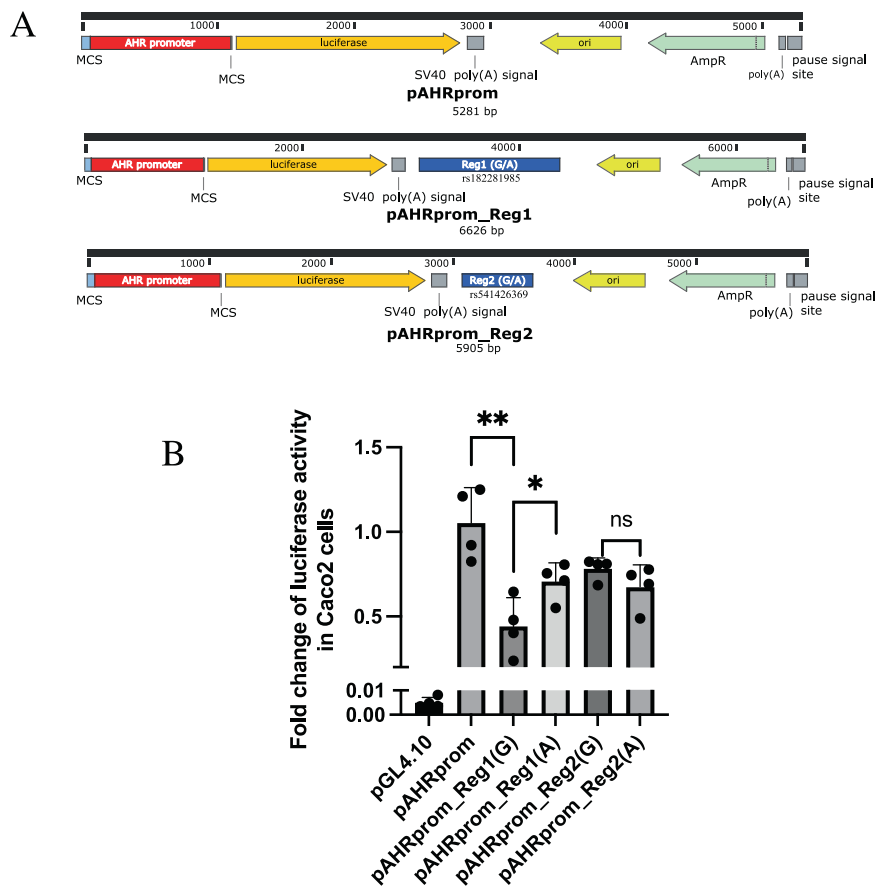 A
1000 2000 3000 4000 5000
AHR promoter luciferase ori
MCS MCS SV40 poly(A) signal AmpR poly(A) pause signal site
pAHRprom
5281 bp
2000 4000 6000
AHR promoter luciferase Reg1 (G/A) ori
rs182281985
MCS MCS SV40 poly(A) signal AmpR poly(A) pause signal site
pAHRprom_Reg1
6626 bp
1000 2000 3000 4000 5000
AHR promoter luciferase Reg2 (G/A) ori
rs541426369
MCS MCS SV40 poly(A) signal AmpR poly(A) pause signal site
pAHRprom_Reg2
5905 bp
B
Fold change of luciferase activity
in Caco2 cells
1.5
1.0
0.5
0.01
0.00
**
*
ns
pGL4.10
pAHRprom
pAHRprom_Reg1(G)
pAHRprom_Reg1(A)
pAHRprom_Reg2(G)
pAHRprom_Reg2(A)